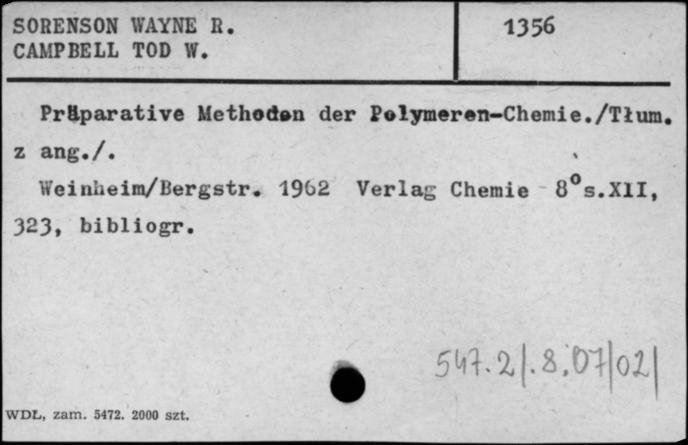 SORENSON WAYNE R.
1356
CAMPBELL TOD W.
Präparative Methoden der Polymeren-Chemie./Tłum.
z ang./.
Weinheim/Bergstr. 1962 Verlag Chemie 8° s.XII,
323, bibliogr.
547.2/.8:07/02/
WDL, zam. 5472. 2000 szt.